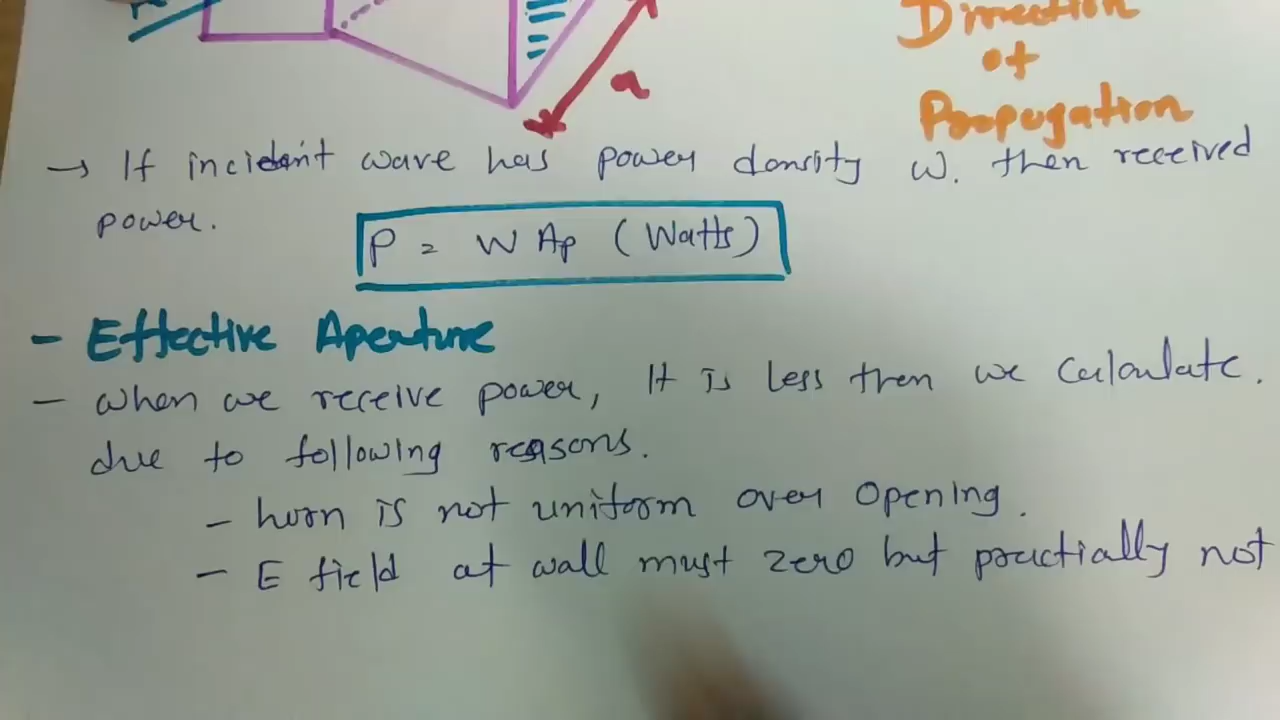 Direction
of
Propugation
a
→ If incident wave has power density W. then received
power.
P = W Ap (Watts)
- Effective Aperture
- when we receive power, It is less then we calculate.
due to following reasons.
- horn is not uniform over opening.
- E field at wall must zero but practially not